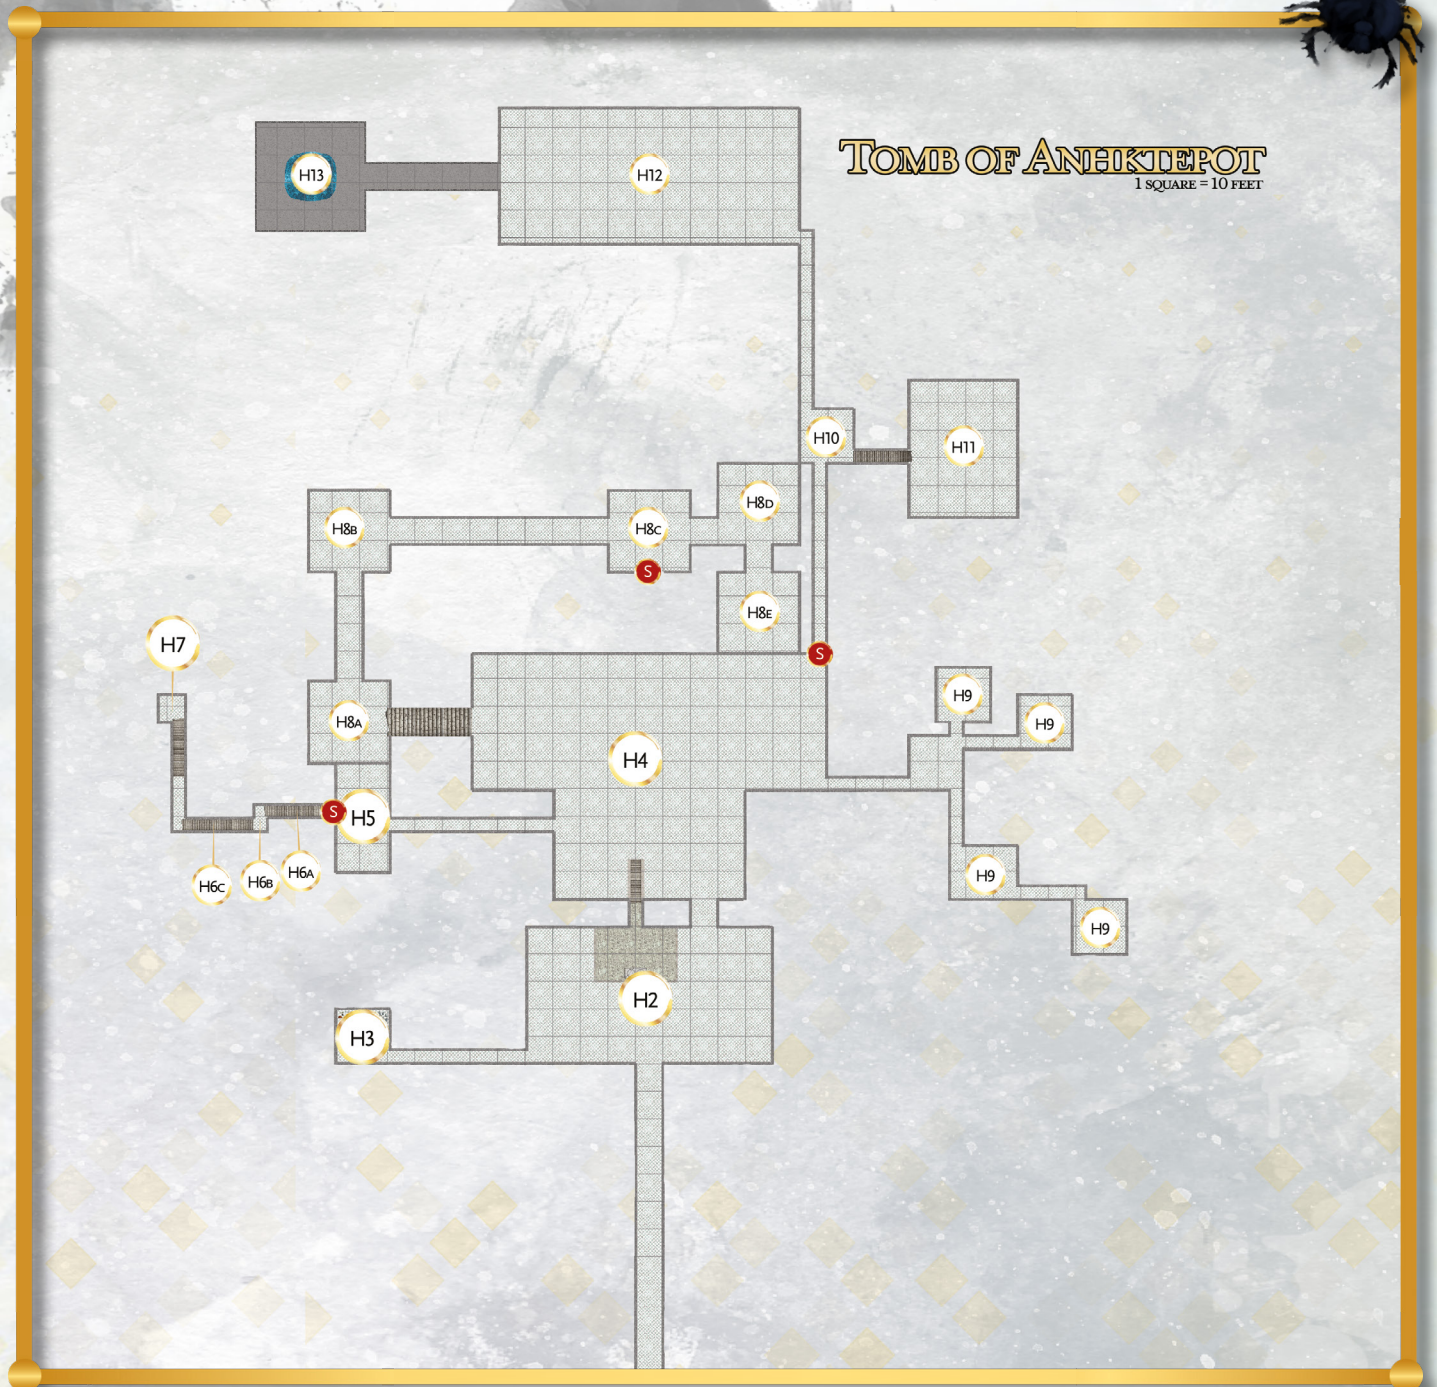 TOMB OF ANHKTEPOT
1 SQUARE = 10 FEET
H13
H12
H10
H11
H8D
H8B
H8C
S
H8E
H7
S
H9
H8A
H9
H4
S
H5
H6C
H6B
H6A
H9
H9
H2
H3